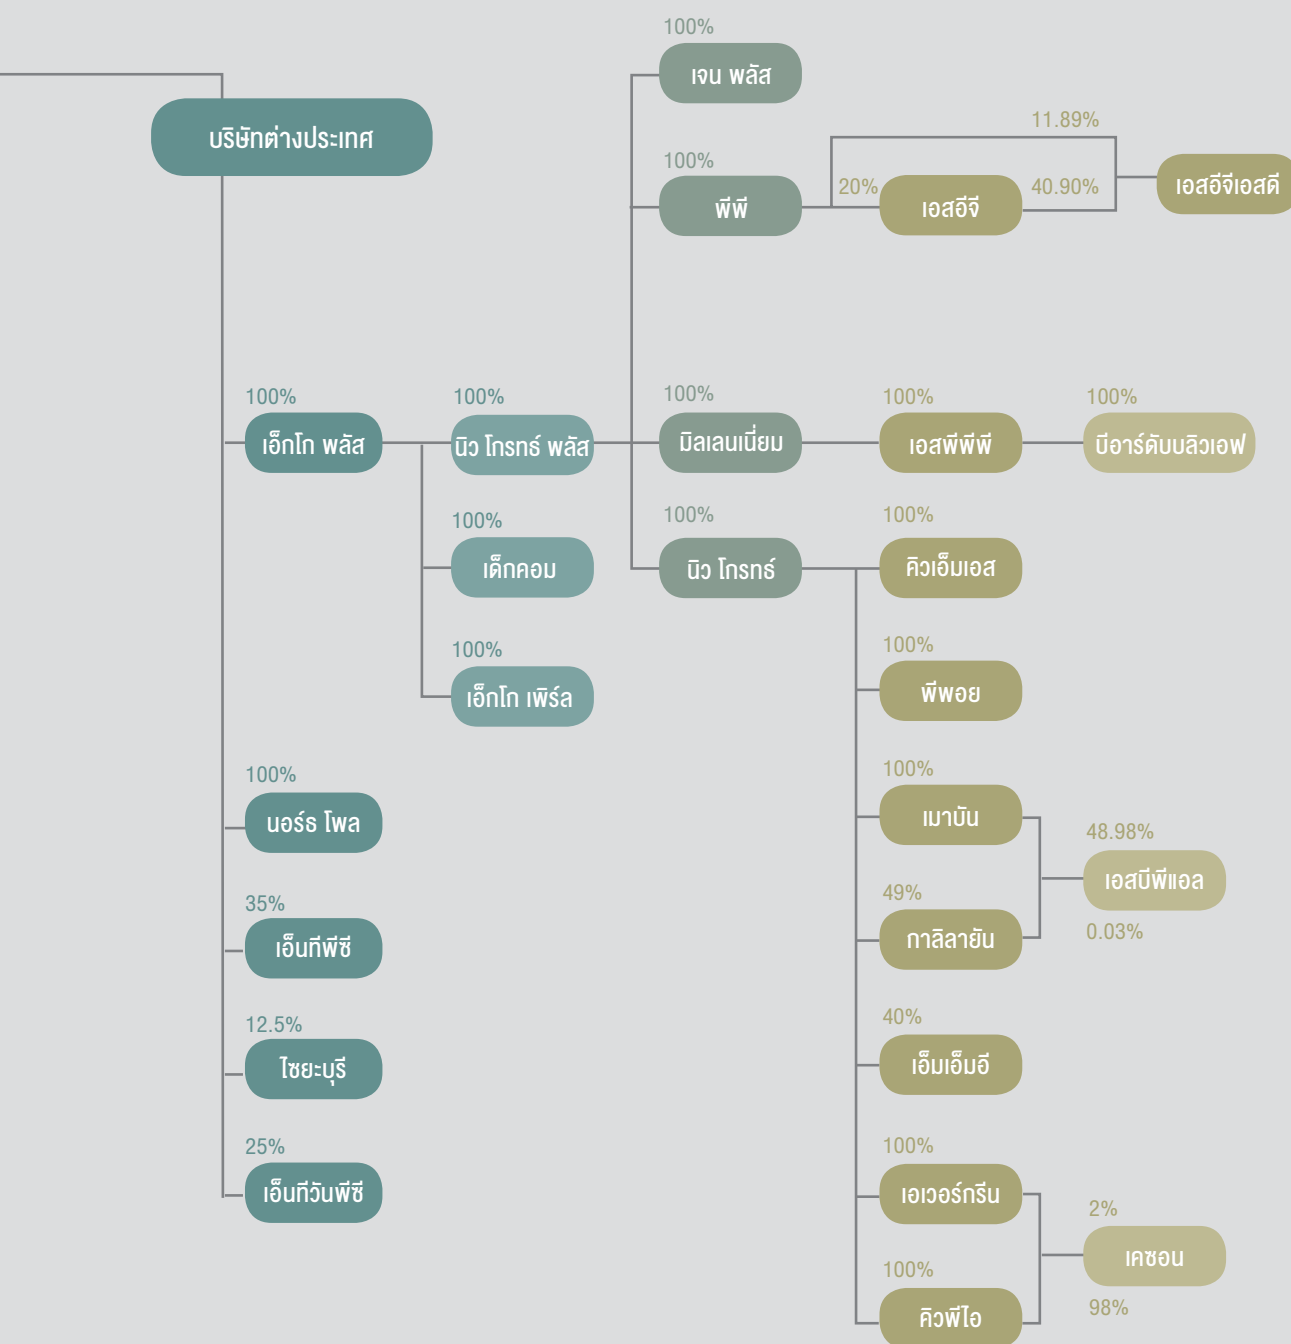 100%
เจน พลัส
บริษัทต่างประเทศ
11.89%
100%
พีพี
20%
เอสอีจี
40.90%
เอสอีจีเอสดี
100%
เอ็กโก พลัส
100%
นิว โกรทธ์ พลัส
100%
มิลเลนเนี่ยม
100%
เอสพีพีพี
100%
บีอาร์ดับบลิวเอฟ
100%
เด็กคอม
100%
นิว โกรทธ์
100%
คิวเอ็มเอส
100%
เอ็กโก เพิร์ล
100%
พีพอย
100%
นอร์ธ โพล
100%
เมาบัน
48.98%
เอสบีพีแอล
0.03%
35%
เอ็นทีพีซี
49%
กาลิลายัน
12.5%
ไซยะบุรี
40%
เอ็มเอ็มอี
25%
เอ็นทีวันพีซี
100%
เอเวอร์กรีน
2%
เคซอน
98%
100%
คิวพีไอ